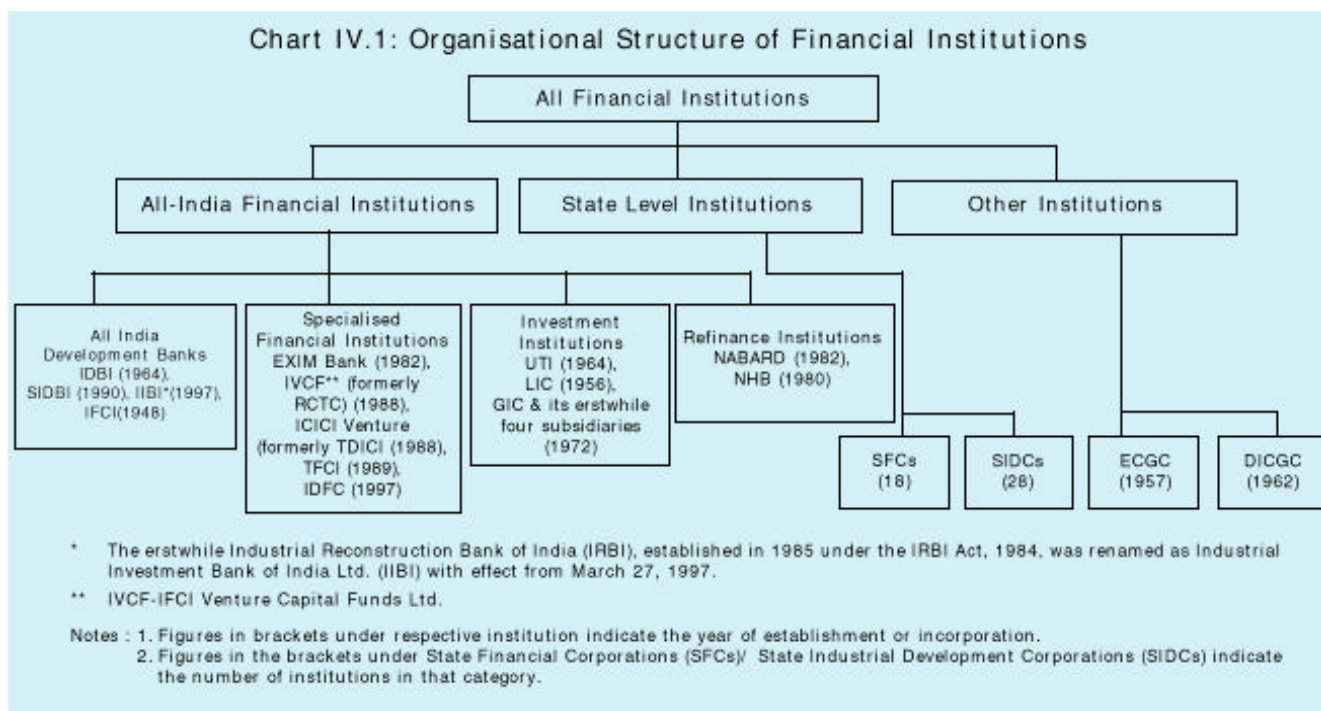 Chart IV.1: Organisational Structure of Financial Institutions
All Financial Institutions
All-India Financial Institutions
State Level Institutions
Other Institutions
All India
Development Banks
IDBI (1964),
SIDBI (1990), IIBI*(1997),
IFCI(1948)
Specialised
Financial Institutions
EXIM Bank (1982),
IVCF** (formerly
RCTC) (1988),
ICICI Venture
(formerly TDICI (1988),
TFCI (1989),
IDFC (1997)
Investment
Institutions
UTI (1964),
LIC (1956),
GIC & its erstwhile
four subsidiaries
(1972)
Refinance Institutions
NABARD (1982),
NHB (1980)
SFCs
(18)
SIDCs
(28)
ECGC
(1957)
DICGC
(1962)
* The erstwhile Industrial Reconstruction Bank of India (IRBI), established in 1985 under the IRBI Act, 1984, was renamed as Industrial
Investment Bank of India Ltd. (IIBI) with effect from March 27, 1997.
** IVCF-IFCI Venture Capital Funds Ltd.
Notes : 1. Figures in brackets under respective institution indicate the year of establishment or incorporation.
2. Figures in the brackets under State Financial Corporations (SFCs)/ State Industrial Development Corporations (SIDCs) indicate
the number of institutions in that category.